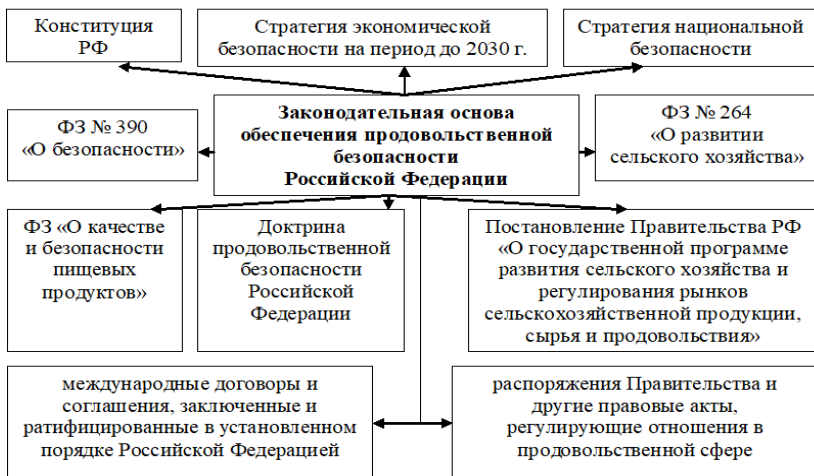 Конституция
РФ
Стратегия экономической
безопасности на период до 2030 г.
Стратегия национальной
безопасности
ФЗ № 390
«О безопасности»
Законодательная основа
обеспечения продовольственной
безопасности
Российской Федерации
ФЗ № 264
«О развитии
сельского хозяйства»
ФЗ «О качестве
и безопасности
пищевых
продуктов»
Доктрина
продовольственной
безопасности
Российской
Федерации
Постановление Правительства РФ
«О государственной программе
развития сельского хозяйства и
регулирования рынков
сельскохозяйственной продукции,
сырья и продовольствия»
международные договоры и
соглашения, заключенные и
ратифицированные в установленном
порядке Российской Федерацией
распоряжения Правительства и
другие правовые акты,
регулирующие отношения в
продовольственной сфере